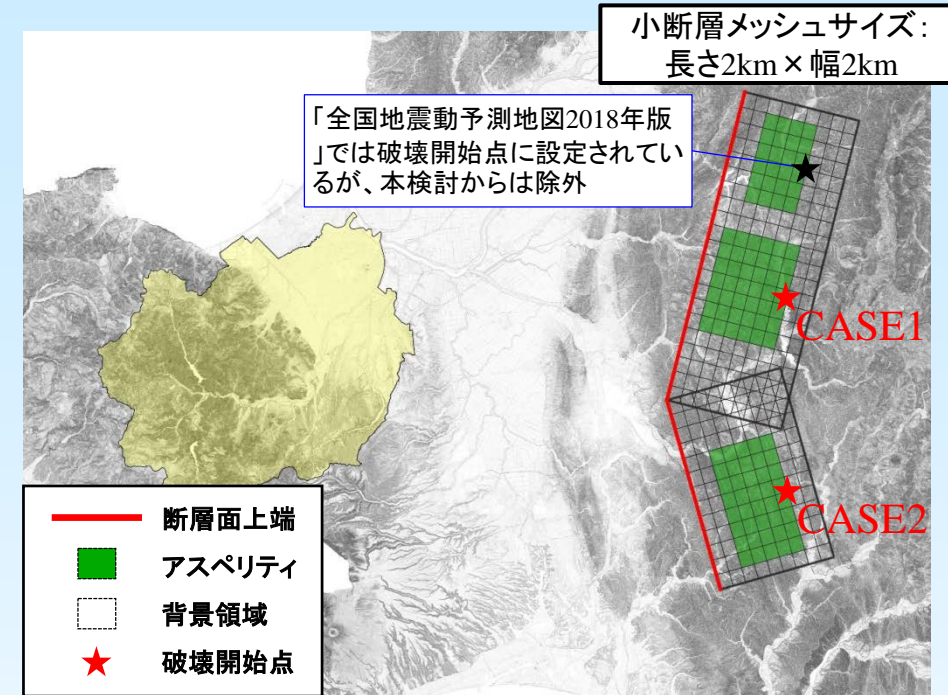 小断層メッシュサイズ：
長さ2km×幅2km
「全国地震動予測地図2018年版
」では破壊開始点に設定されてい
るが、本検討からは除外
CASE1
CASE2
断層面上端
アスペリティ
背景領域
破壊開始点